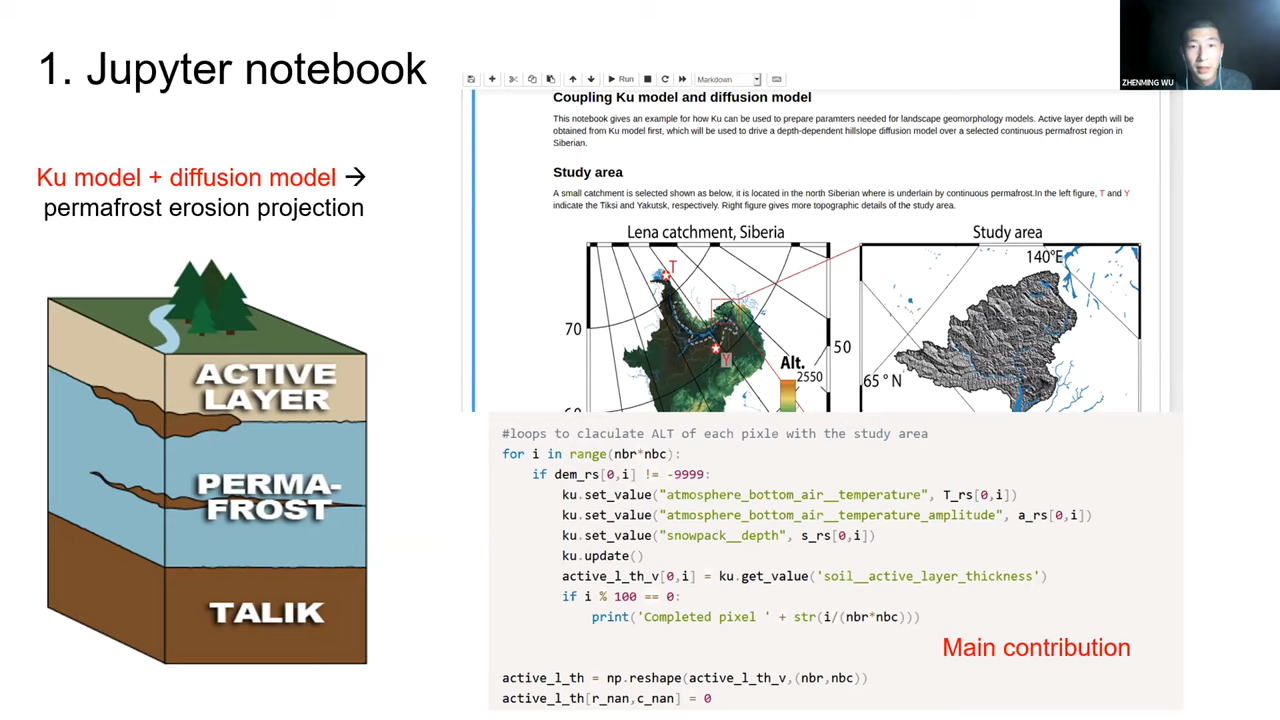 1. Jupyter notebook
Ku model + diffusion model →
permafrost erosion projection
ACTIVE
LAYER
PERMA-
FROST
TALIK
ZHENMING WU
Run
Markdown
Coupling Ku model and diffusion model
This notebook gives an example for how Ku can be used to prepare paramters needed for landscape geomorphology models. Active layer depth will be
obtained from Ku model first, which will be used to drive a depth-dependent hillslope diffusion model over a selected continuous permafrost region in
Siberian.
Study area
A small catchment is selected shown as below, it is located in the north Siberian where is underlain by continuous permafrost.In the left figure, T and Y
indicate the Tiksi and Yakutsk, respectively. Right figure gives more topographic details of the study area.
Lena catchment, Siberia
T
70
Y
50
Alt.
2550
60
Study area
140°E
65 ° N
#loops to claculate ALT of each pixle with the study area
for i in range(nbr*nbc):
if dem_rs[0,i] != -9999:
ku.set_value("atmosphere_bottom_air__temperature", T_rs[0,i])
ku.set_value("atmosphere_bottom_air__temperature_amplitude", a_rs[0,i])
ku.set_value("snowpack__depth", s_rs[0,i])
ku.update()
active_l_th_v[0,i] = ku.get_value('soil__active_layer_thickness')
if i % 100 == 0:
print('Completed pixel ' + str(i/(nbr*nbc)))
Main contribution
active_l_th = np.reshape(active_l_th_v,(nbr,nbc))
active_l_th[r_nan,c_nan] = 0